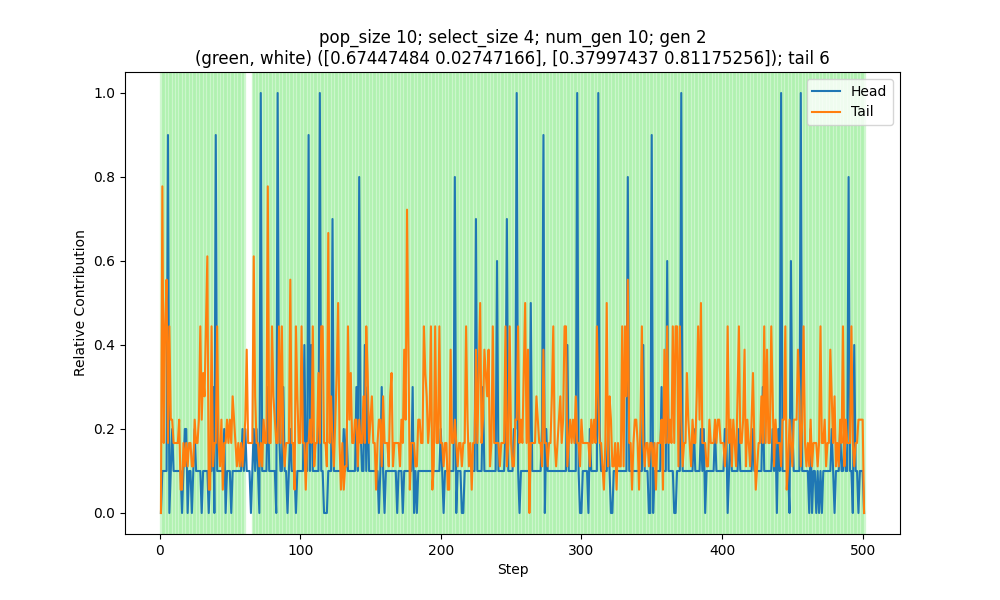 pop_size 10; select_size 4; num_gen 10; gen 2
(green, white) ([0.67447484 0.02747166], [0.37997437 0.81175256]); tail 6
Head
Tail
1.0
0.8
0.6
0.4
0.2
0.0
Relative Contribution
0 100 200 300 400 500
Step